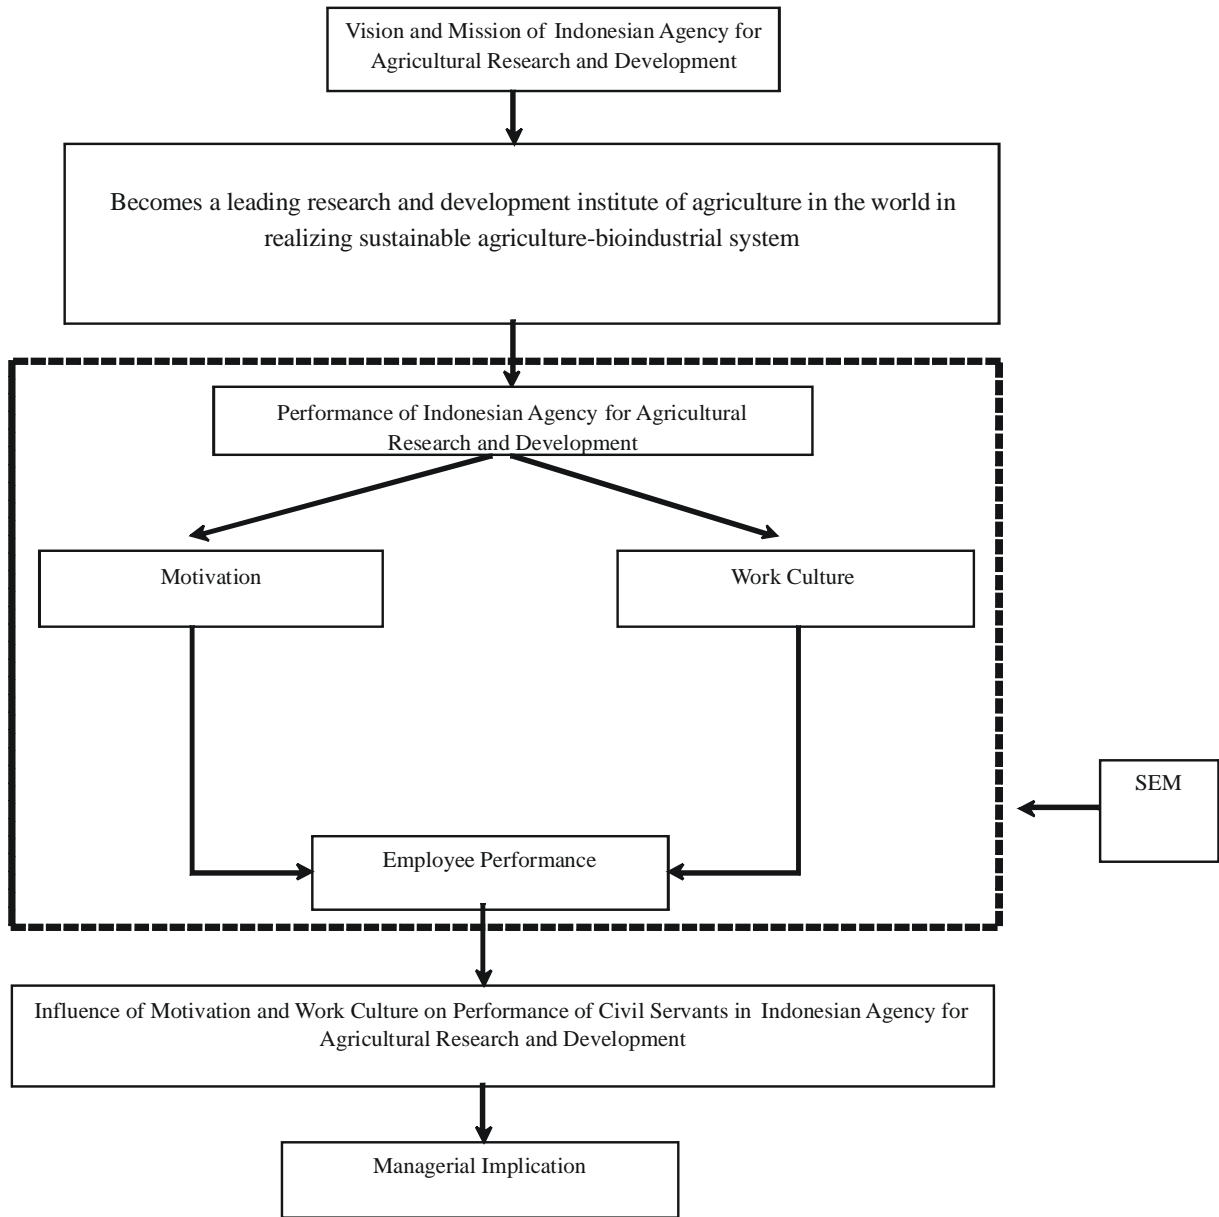 Vision and Mission of Indonesian Agency for
Agricultural Research and Development
Becomes a leading research and development institute of agriculture in the world in
realizing sustainable agriculture-bioindustrial system
Performance of Indonesian Agency for Agricultural
Research and Development
Motivation
Work Culture
SEM
Employee Performance
Influence of Motivation and Work Culture on Performance of Civil Servants in Indonesian Agency for
Agricultural Research and Development
Managerial Implication